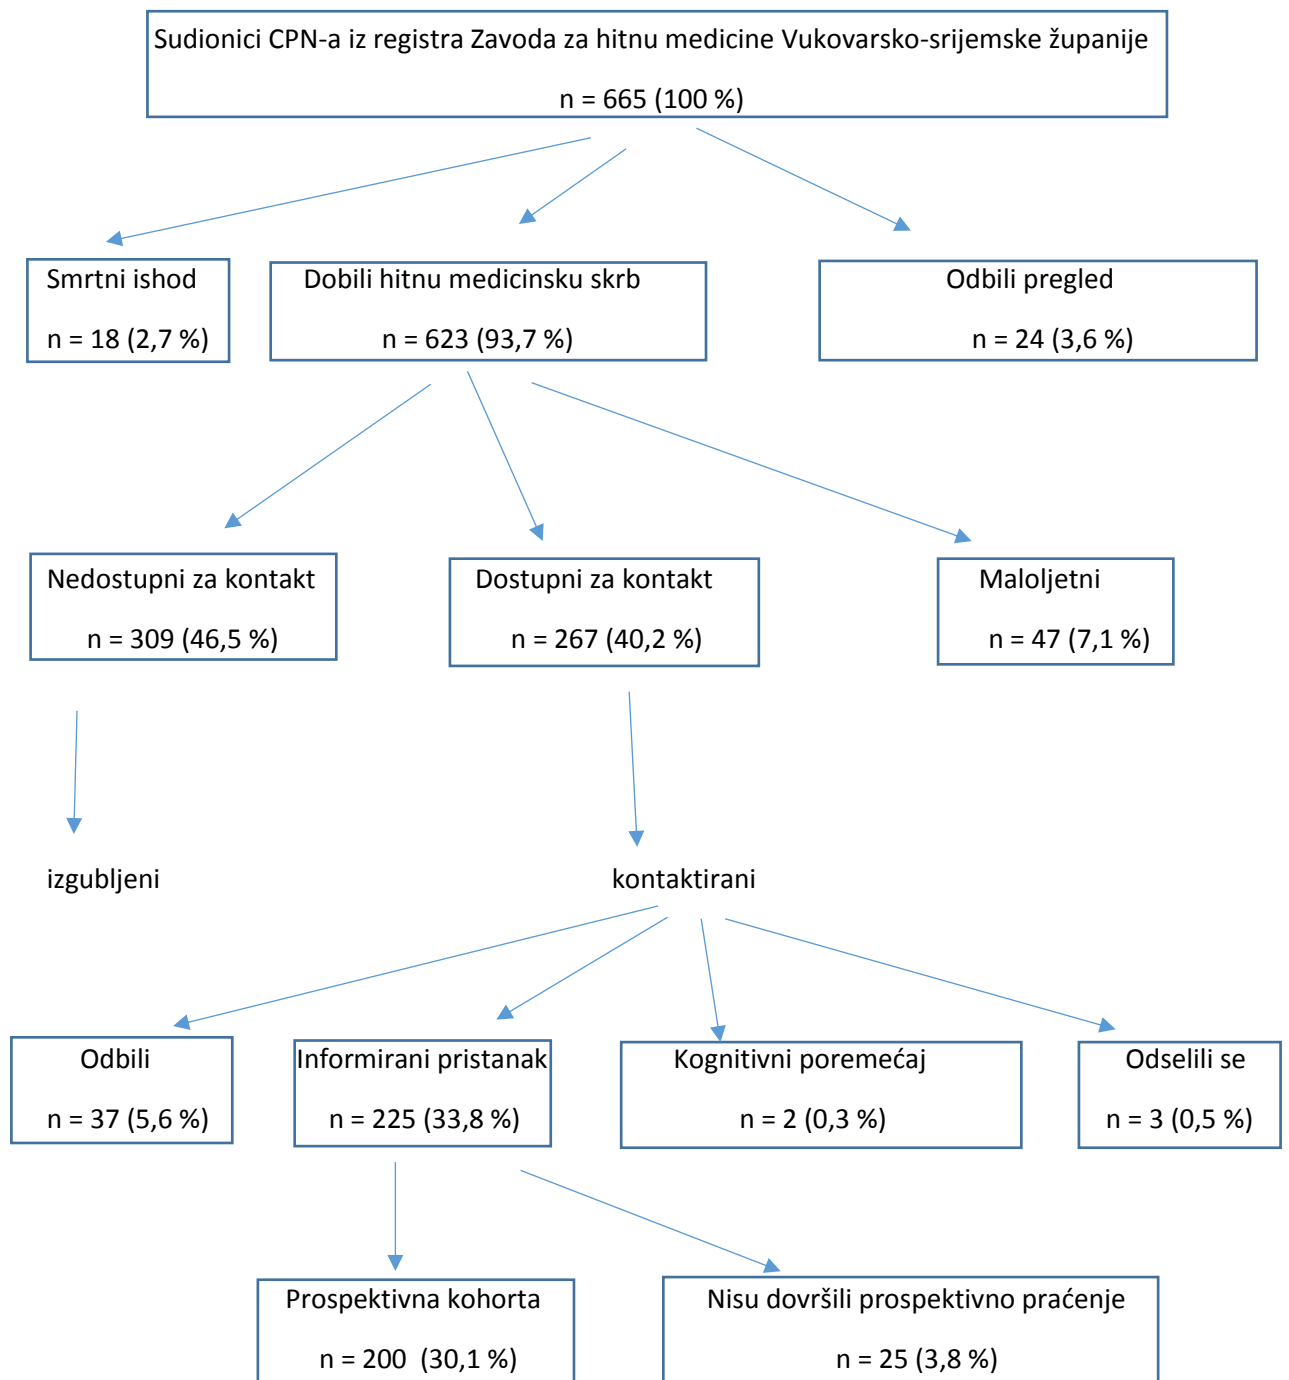 Sudionici CPN-a iz registra Zavoda za hitnu medicine Vukovarsko-srijemske županije
n = 665 (100 %)
Smrtni ishod
n = 18 (2,7 %)
Dobili hitnu medicinsku skrb
n = 623 (93,7 %)
Odbili pregled
n = 24 (3,6 %)
Nedostupni za kontakt
n = 309 (46,5 %)
Dostupni za kontakt
n = 267 (40,2 %)
Maloljetni
n = 47 (7,1 %)
izgubljeni
kontaktirani
Odbili
n = 37 (5,6 %)
Informirani pristanak
n = 225 (33,8 %)
Kognitivni poremećaj
n = 2 (0,3 %)
Odselili se
n = 3 (0,5 %)
Prospektivna kohorta
n = 200 (30,1 %)
Nisu dovršili prospektivno praćenje
n = 25 (3,8 %)